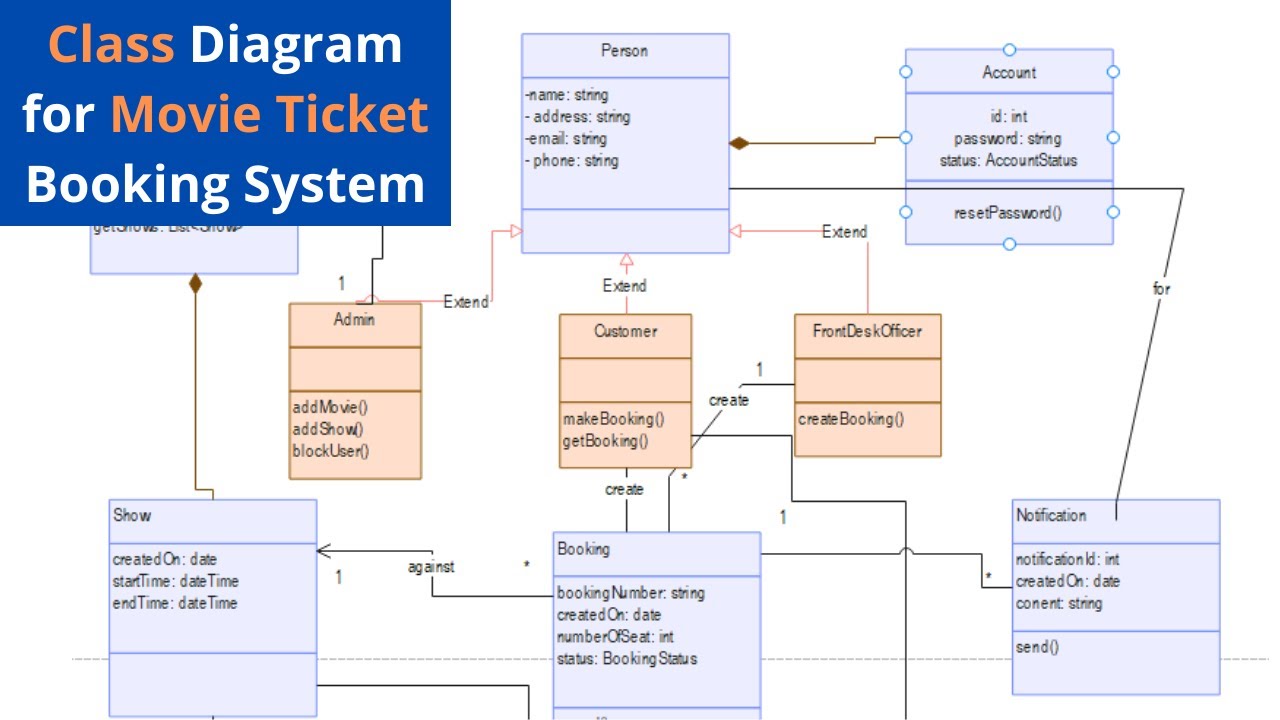 Class Diagram
for Movie Ticket
Booking System
getShows: List<Show>
Person
-name: string
- address: string
-email: string
- phone: string
Account
id: int
password: string
status: AccountStatus
resetPassword()
Extend
Extend
Extend
for
1
Admin
addMovie()
addShow()
blockUser()
Customer
makeBooking()
getBooking()
FrontDeskOfficer
createBooking()
1
create
*
create
1
Show
createdOn: date
startTime: dateTime
endTime: dateTime
1
against
*
Booking
bookingNumber: string
createdOn: date
numberOfSeat: int
status: BookingStatus
*
Notification
notificationId: int
createdOn: date
conent: string
send()